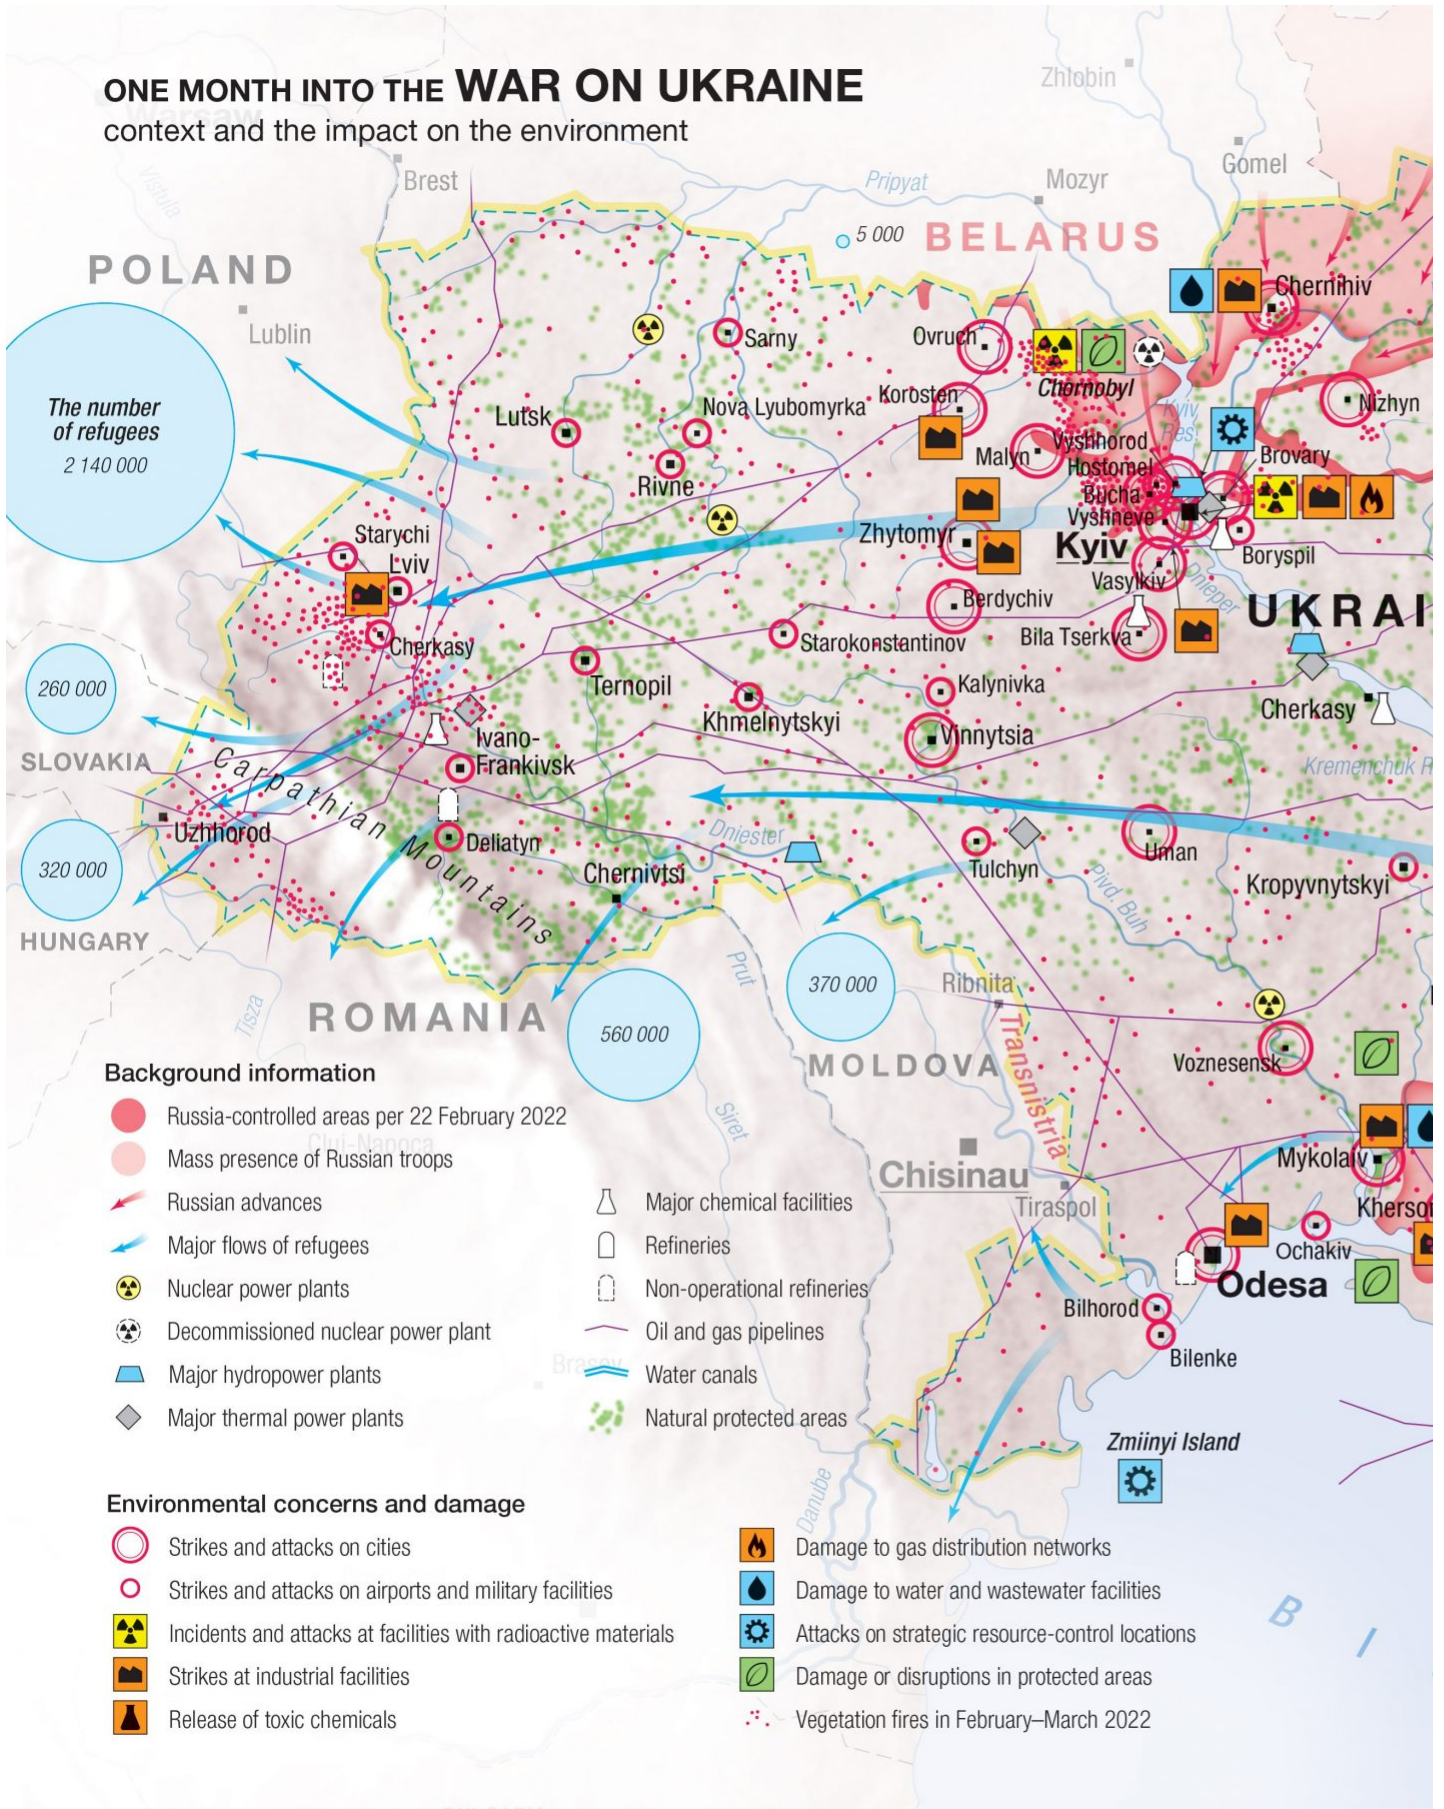 ONE MONTH INTO THE WAR ON UKRAINE
context and the impact on the environment
Warsaw
Vistula
Brest
Zhlobin
Gomel
Pripyat
Mozyr
POLAND
Lublin
5 000
BELARUS
Chernihiv
Sarny
Ovruch
Chornobyl
Korosten
Kyiv
Res.
Nizhyn
The number
of refugees
2 140 000
Lutsk
Nova Lyubomyrka
Rivne
Malyn
Vyshhorod
Hostomel
Brovary
Bucha
Vyshneve
Zhytomyr
Kyiv
Boryspil
Starychi
Lviv
Vasylkiv
Dnieper
Berdychiv
UKRAI
Cherkasy
Starokonstantinov
Bila Tserkva
260 000
Ternopil
Kalynivka
Khmelnytskyi
Cherkasy
SLOVAKIA
Ivano-
Frankivsk
Vinnytsia
Kremenchuk R
Carpathian Mountains
Uzhhorod
Deliatyn
Dniester
Uman
320 000
Chernivtsi
Tulchyn
Pivd. Buh
Kropyvnytskyi
HUNGARY
Tisza
Prut
370 000
Ribnita
ROMANIA
560 000
Transnistria
Voznesensk
MOLDOVA
Siret
Cluj-Napoca
Chisinau
Tiraspol
Mykolaiv
Kherso
Ochakiv
Odesa
Bilhorod
Bilenke
Brasov
Danube
Zmiinyi Island
B I
Background information
Russia-controlled areas per 22 February 2022
Mass presence of Russian troops
Russian advances
Major flows of refugees
Nuclear power plants
Decommissioned nuclear power plant
Major hydropower plants
Major thermal power plants
Major chemical facilities
Refineries
Non-operational refineries
Oil and gas pipelines
Water canals
Natural protected areas
Environmental concerns and damage
Strikes and attacks on cities
Strikes and attacks on airports and military facilities
Incidents and attacks at facilities with radioactive materials
Strikes at industrial facilities
Release of toxic chemicals
Damage to gas distribution networks
Damage to water and wastewater facilities
Attacks on strategic resource-control locations
Damage or disruptions in protected areas
Vegetation fires in February–March 2022